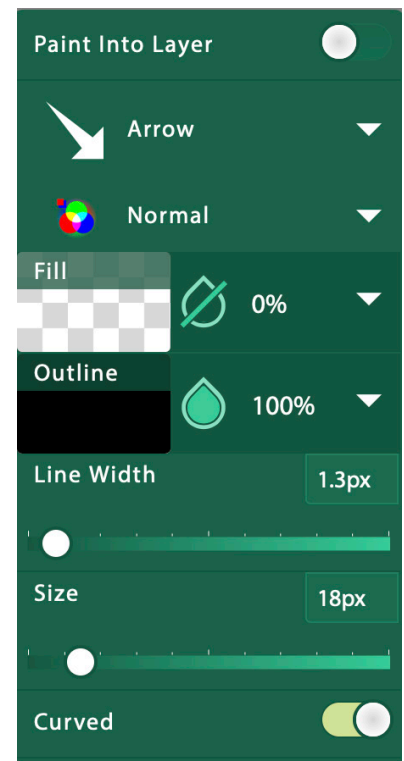 Paint Into Layer
Arrow
Normal
Fill
0%
Outline
100%
Line Width
1.3px
Size
18px
Curved